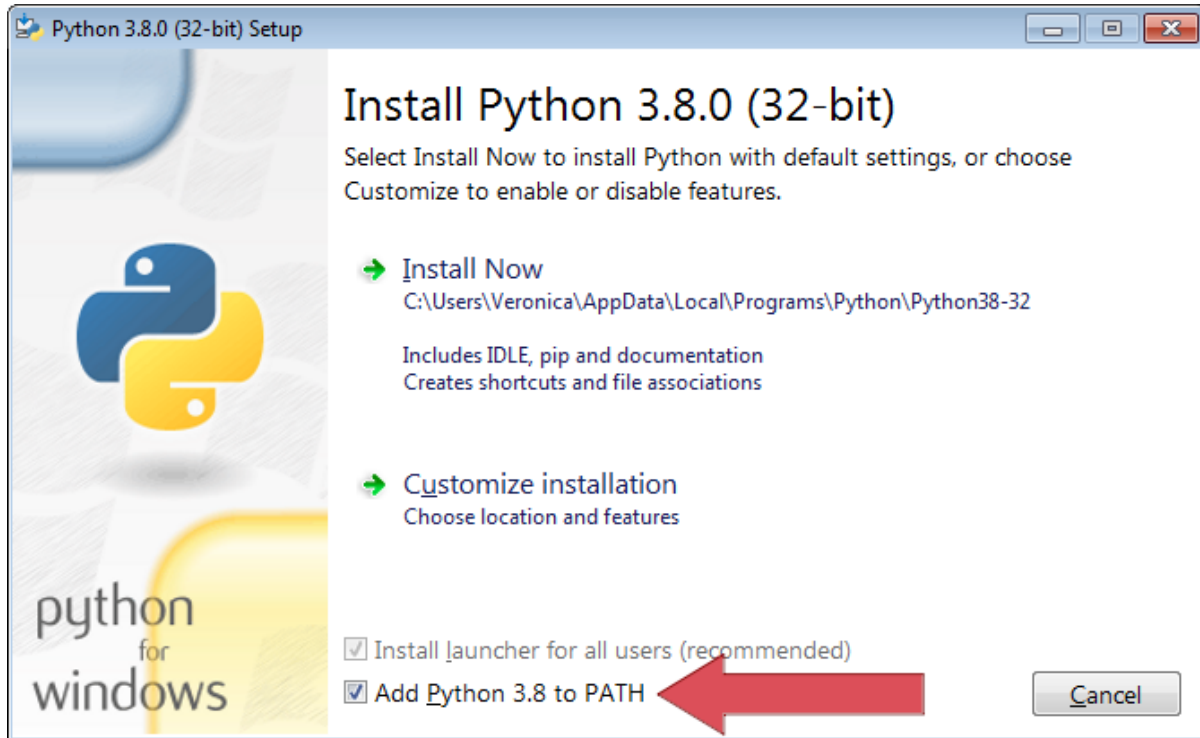 Python 3.8.0 (32-bit) Setup
Install Python 3.8.0 (32-bit)
Select Install Now to install Python with default settings, or choose
Customize to enable or disable features.
Install Now
C:\Users\Veronica\AppData\Local\Programs\Python\Python38-32
Includes IDLE, pip and documentation
Creates shortcuts and file associations
Customize installation
Choose location and features
python
for
windows
Install launcher for all users (recommended)
Add Python 3.8 to PATH
Cancel